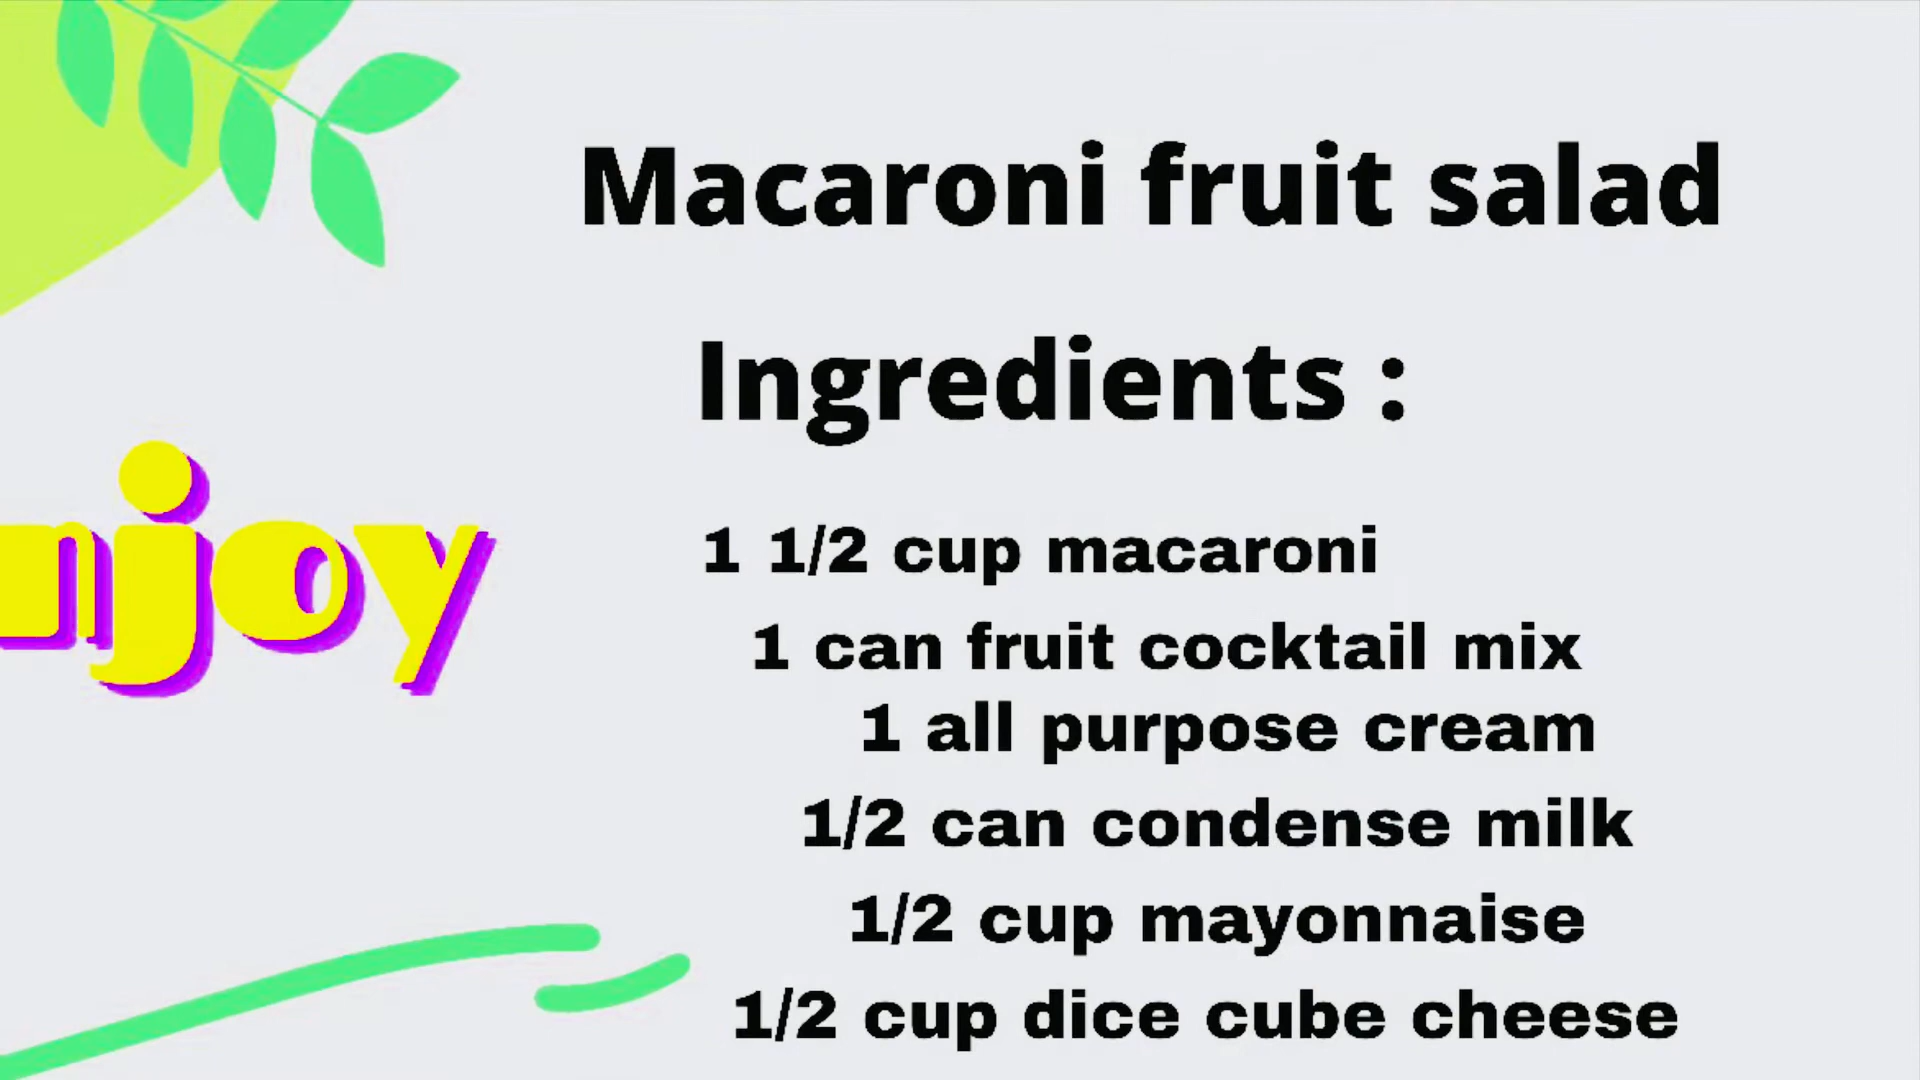 Macaroni fruit salad
Ingredients :
njoy
1 1/2 cup macaroni
1 can fruit cocktail mix
1 all purpose cream
1/2 can condense milk
1/2 cup mayonnaise
1/2 cup dice cube cheese